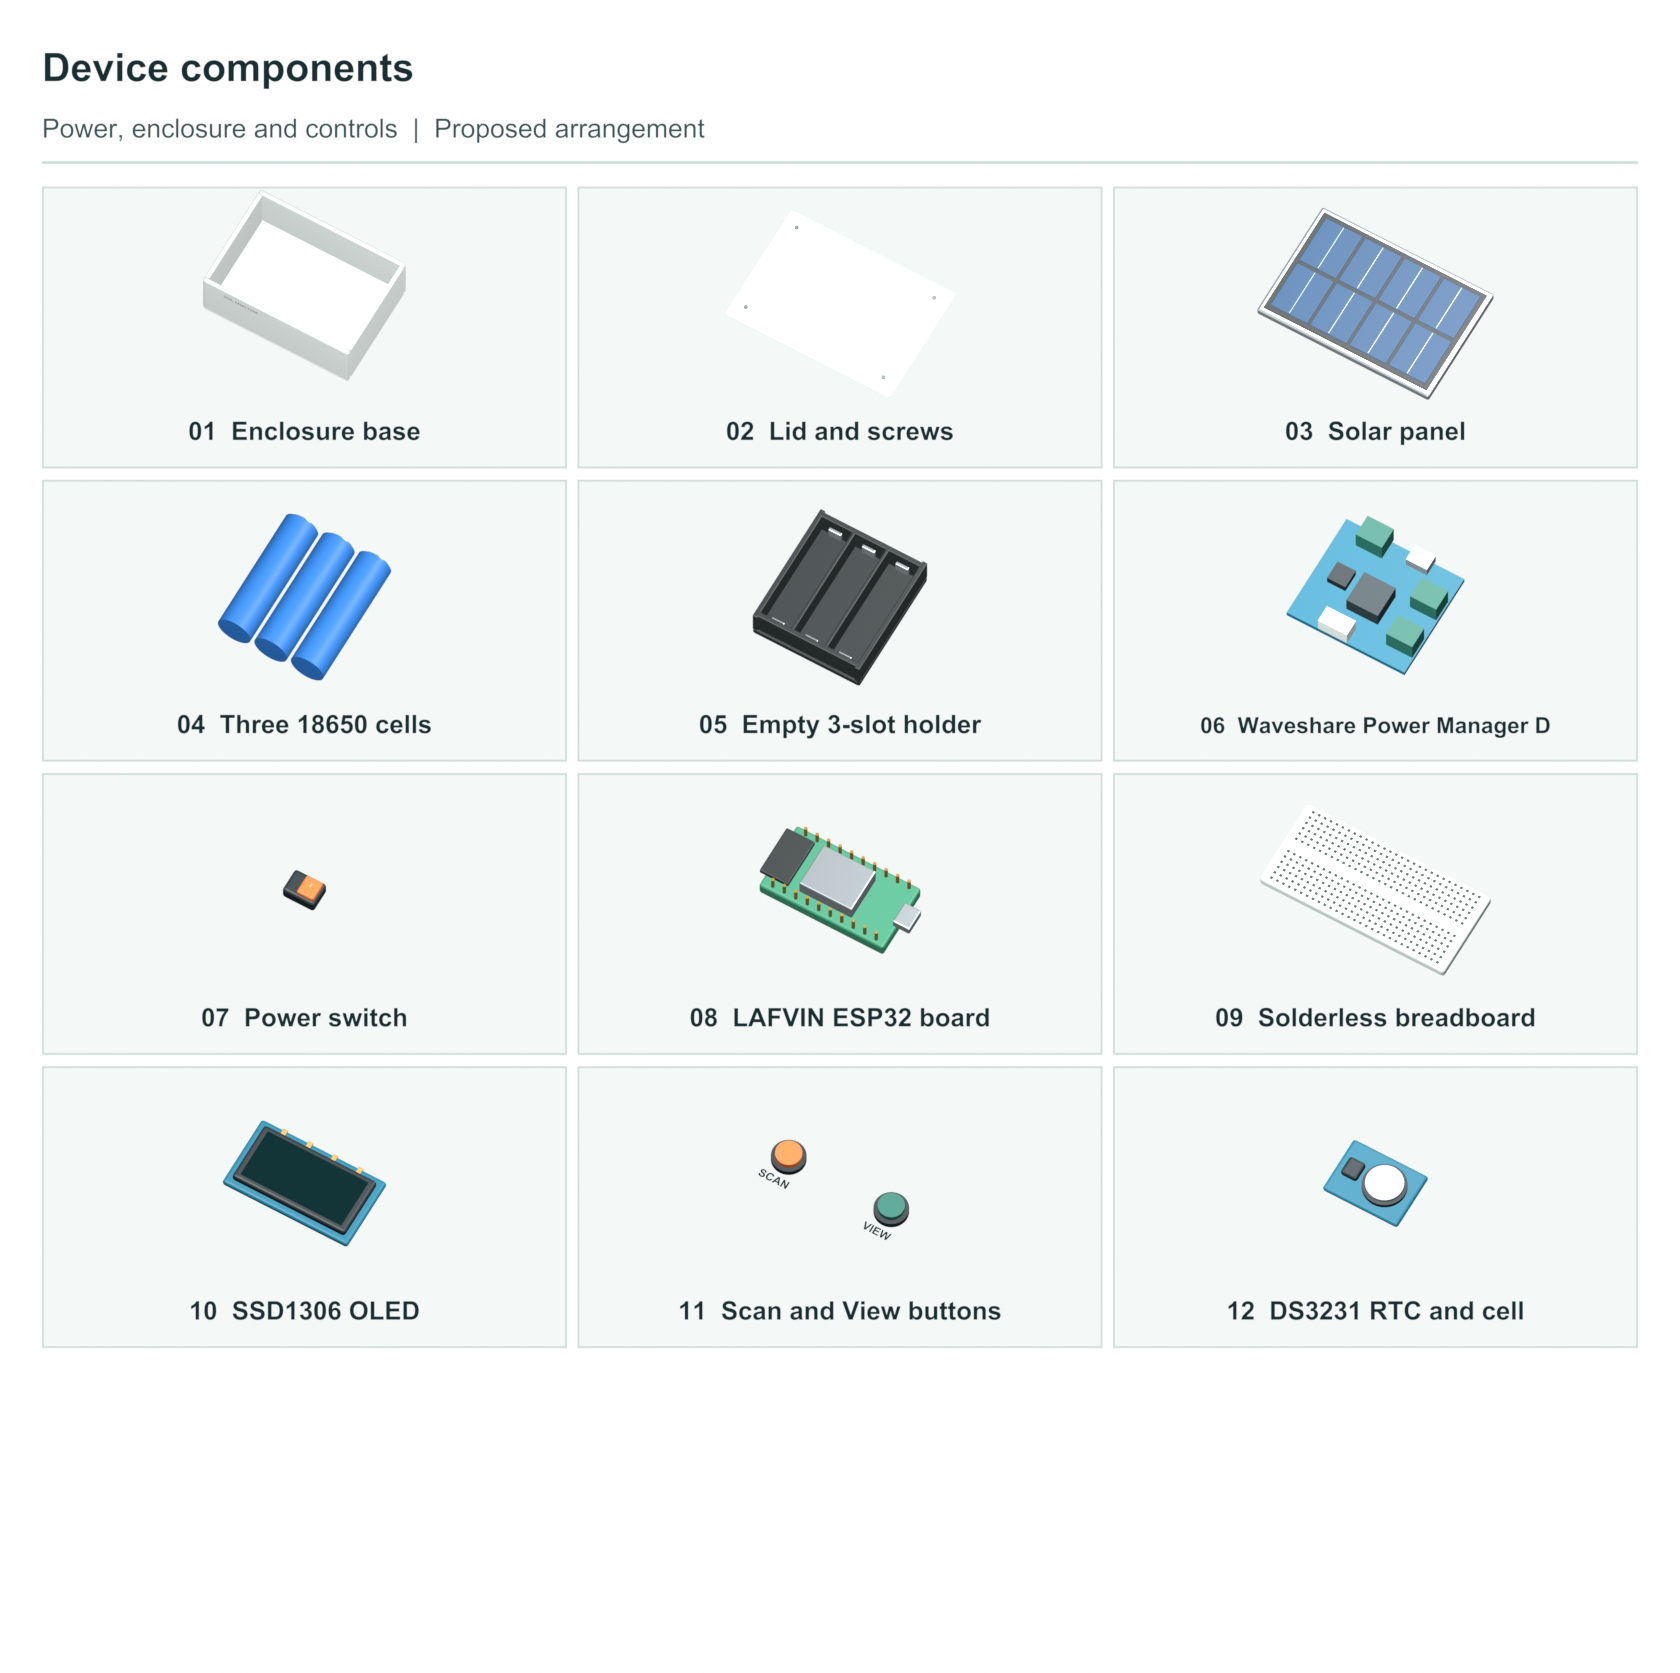 Device components
Power, enclosure and controls | Proposed arrangement
01 Enclosure base
02 Lid and screws
03 Solar panel
04 Three 18650 cells
05 Empty 3-slot holder
06 Waveshare Power Manager D
07 Power switch
08 LAFVIN ESP32 board
09 Solderless breadboard
SCAN
VIEW
10 SSD1306 OLED
11 Scan and View buttons
12 DS3231 RTC and cell